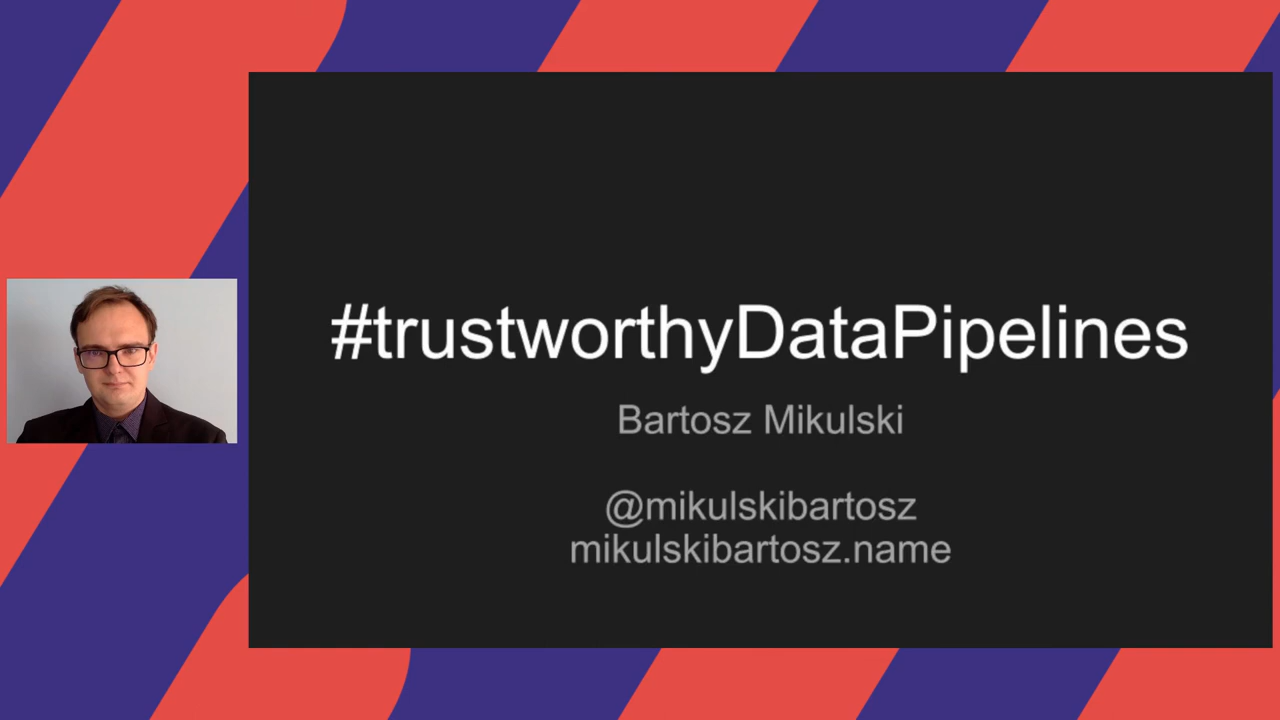 #trustworthyDataPipelines
Bartosz Mikulski
@mikulskibartosz
mikulskibartosz.name